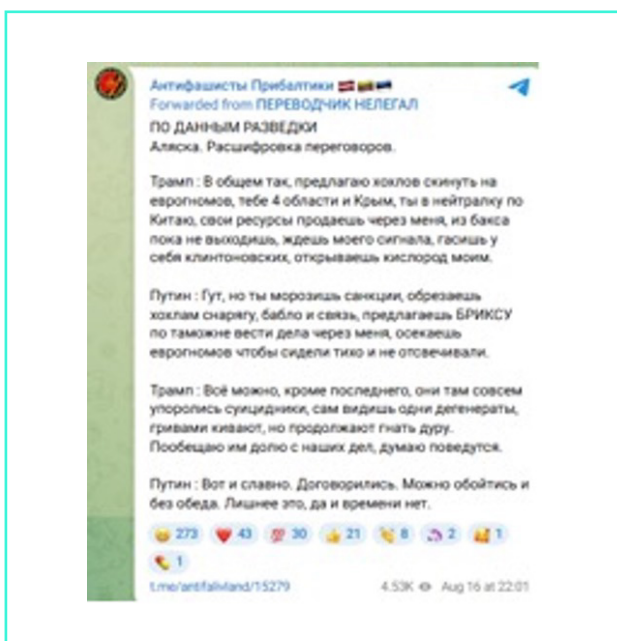 Антифашисты Прибалтики
Forwarded from ПЕРЕВОДЧИК НЕЛЕГАЛ
ПО ДАННЫМ РАЗВЕДКИ
Аляска. Расшифровка переговоров.
Трамп : В общем так, предлагаю хохлов скинуть на
еврогномов, тебе 4 области и Крым, ты в нейтралку по
Китаю, свои ресурсы продаешь через меня, из бакса
пока не выходишь, ждешь моего сигнала, гасишь у
себя клинтоновских, открываешь кислород моим.
Путин : Гут, но ты морозишь санкции, обрезаешь
хохлам снарягу, бабло и связь, предлагаешь БРИКСУ
по таможне вести дела через меня, осекаешь
еврогномов чтобы сидели тихо и не отсвечивали.
Трамп : Всё можно, кроме последнего, они там совсем
упоролись суицидники, сам видишь одни дегенераты,
гривами кивают, но продолжают гнать дуру.
Пообещаю им долю с наших дел, думаю поведутся.
Путин : Вот и славно. Договорились. Можно обойтись и
без обеда. Лишнее это, да и времени нет.
273 43 30 21 8 2 1
1
t.me/antifalivland/15279 4.53K Aug 16 at 22:01